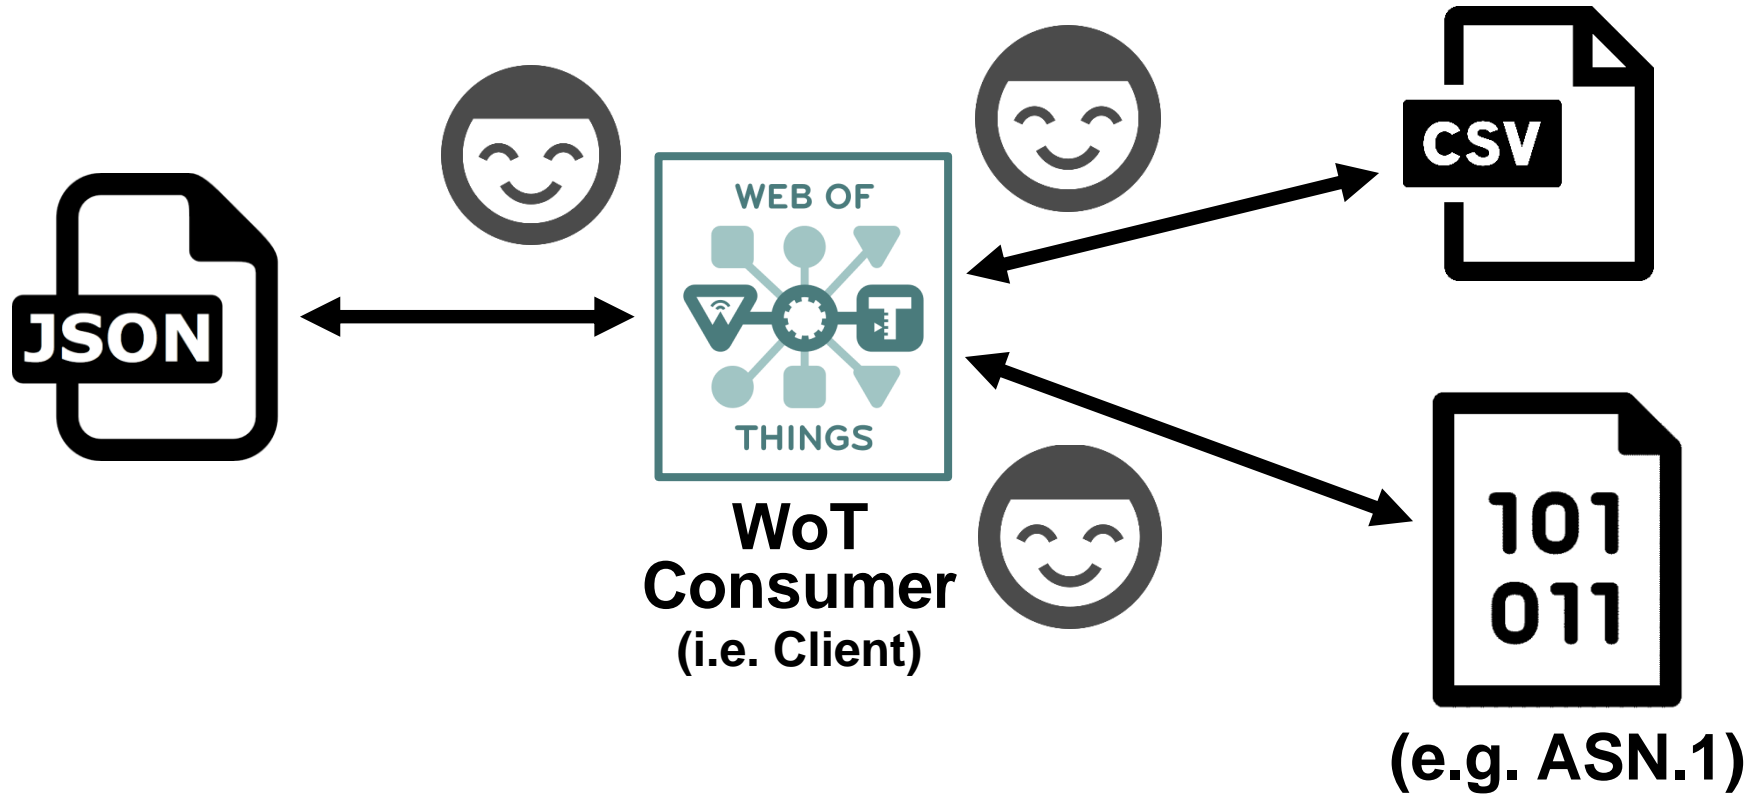 JSON
WEB OF
THINGS
WoT
Consumer
(i.e. Client)
CSV
101
011
(e.g. ASN.1)